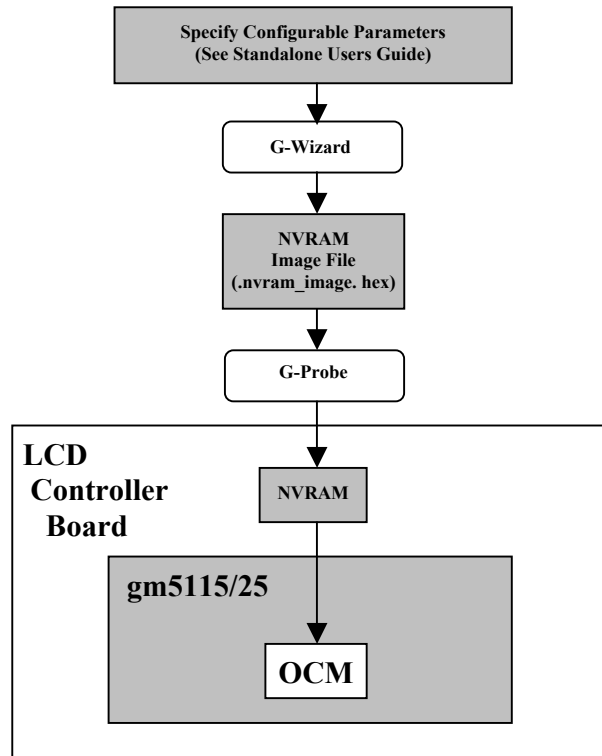 Specify Configurable Parameters
(See Standalone Users Guide)
G-Wizard
NVRAM
Image File
(.nvram_image. hex)
G-Probe
LCD
Controller
Board
NVRAM
gm5115/25
OCM